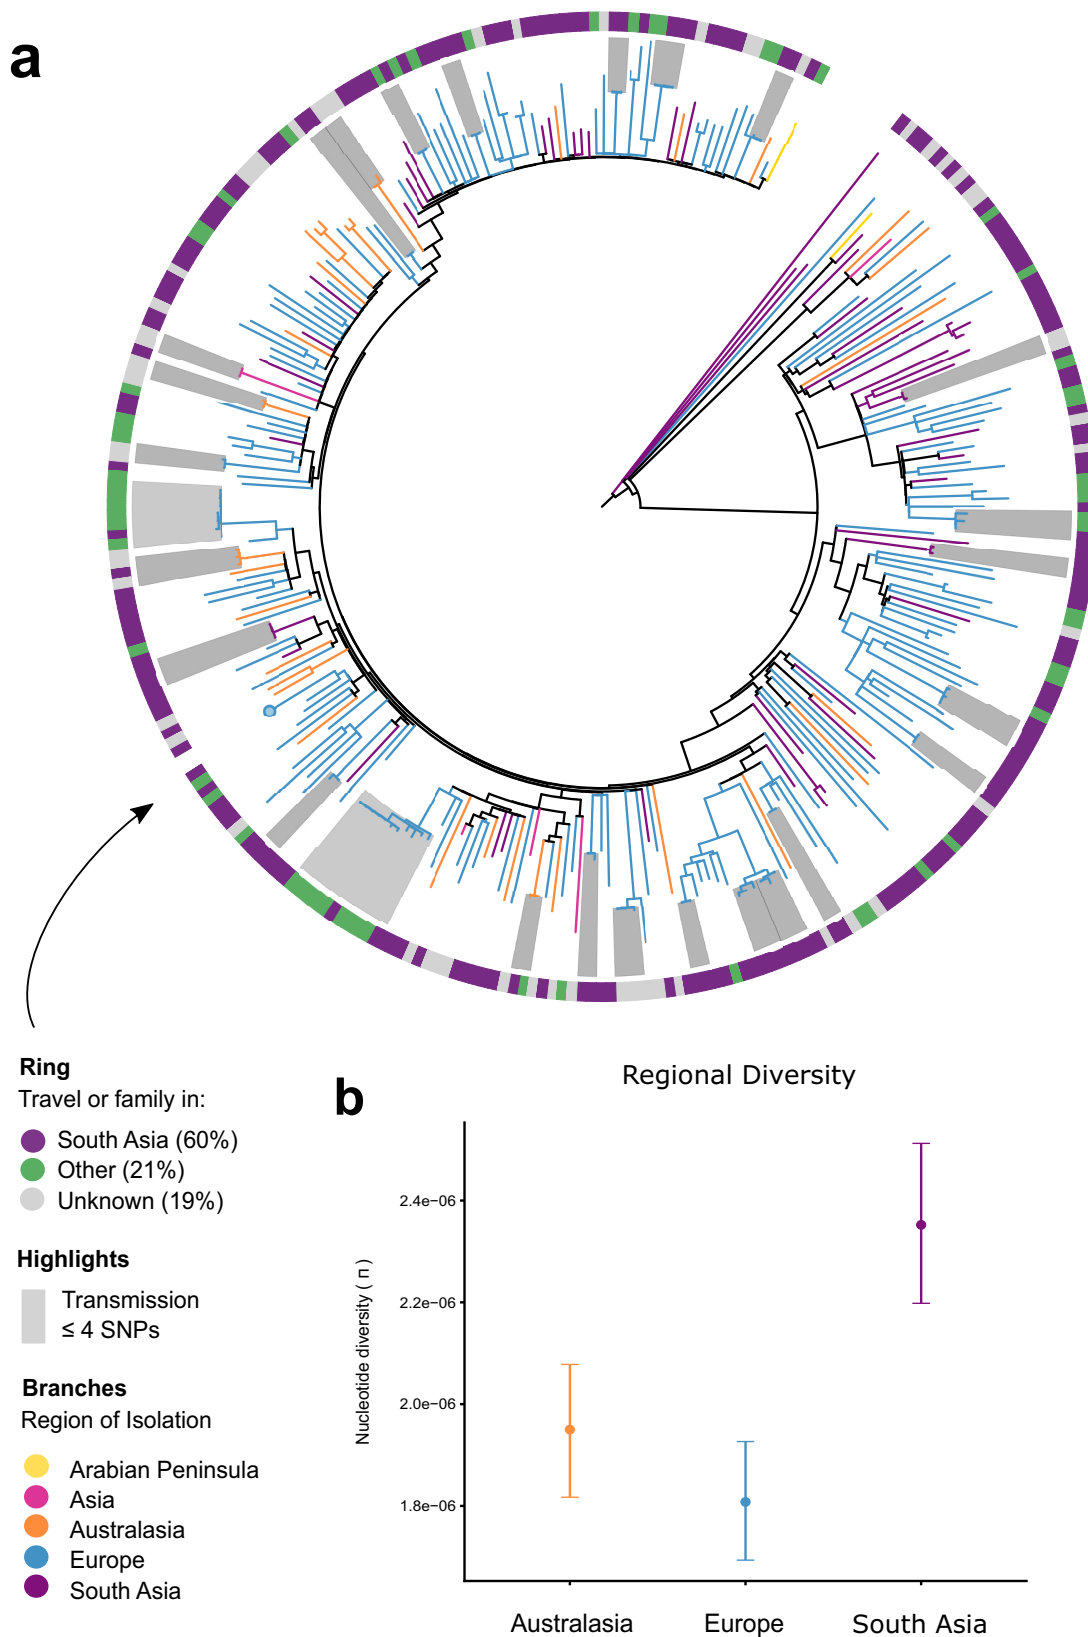 a
Ring
Travel or family in:
South Asia (60%)
Other (21%)
Unknown (19%)
Highlights
Transmission
≤ 4 SNPs
Branches
Region of Isolation
Arabian Peninsula
Asia
Australasia
Europe
South Asia
b
Regional Diversity
Nucleotide diversity ( π )
2.4e−06
2.2e−06
2.0e−06
1.8e−06
Australasia
Europe
South Asia